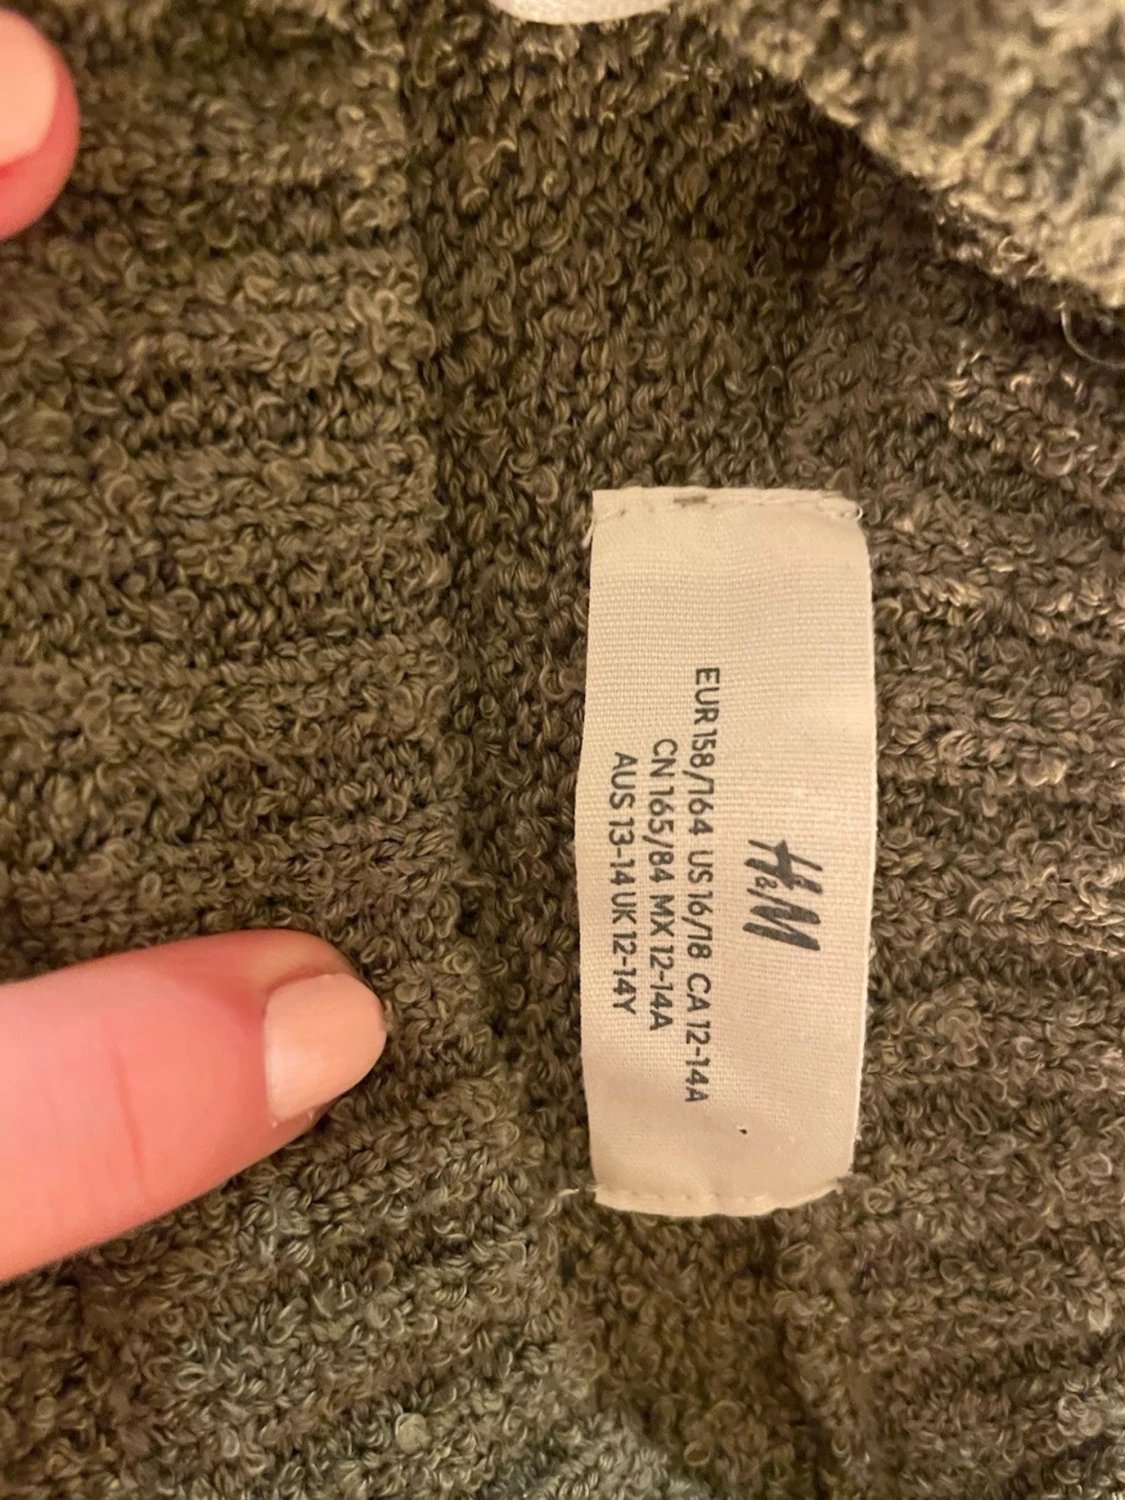 H&M
EUR 158/164 US 16/18 CA 12-14A
CN 165/84 MX 12-14A
AUS 13-14 UK 12-14Y